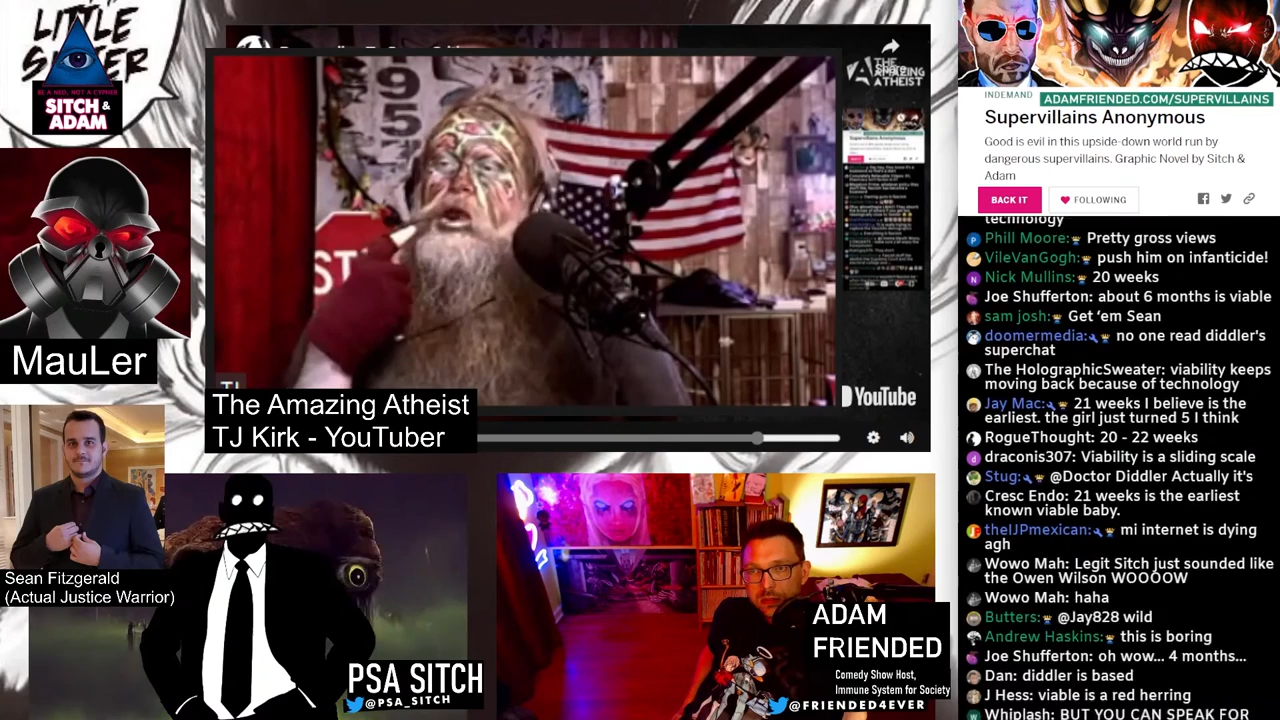 LITTLE
BE A NEO, NOT A CYPHER
SITCH &
ADAM
MauLer
Sean Fitzgerald
(Actual Justice Warrior)
195
ST
THE
AMAZING
ATHEIST
YouTube
The Amazing Atheist
TJ Kirk - YouTuber
PSA SITCH
@PSA_SITCH
ADAM
FRIENDED
Comedy Show Host,
Immune System for Society
@FRIENDED4EVER
INDEMAND
ADAMFRIENDED.COM/SUPERVILLAINS
Supervillains Anonymous
Good is evil in this upside-down world run by
dangerous supervillains. Graphic Novel by Sitch &
Adam
BACK IT
FOLLOWING
technology
Phill Moore: Pretty gross views
VileVanGogh: push him on infanticide!
Nick Mullins: 20 weeks
Joe Shufferton: about 6 months is viable
sam josh: Get ‘em Sean
doomermedia: no one read diddler's
superchat
The HolographicSweater: viability keeps
moving back because of technology
Jay Mac: 21 weeks I believe is the
earliest. the girl just turned 5 I think
RogueThought: 20 - 22 weeks
draconis307: Viability is a sliding scale
Stug: @Doctor Diddler Actually it's
Cresc Endo: 21 weeks is the earliest
known viable baby.
theIJPmexican: mi internet is dying
agh
Wowo Mah: Legit Sitch just sounded like
the Owen Wilson WOOOOW
Wowo Mah: haha
Butters: @Jay828 wild
Andrew Haskins: this is boring
Joe Shufferton: oh wow... 4 months...
Dan: diddler is based
J Hess: viable is a red herring
Whiplash: BUT YOU CAN SPEAK FOR